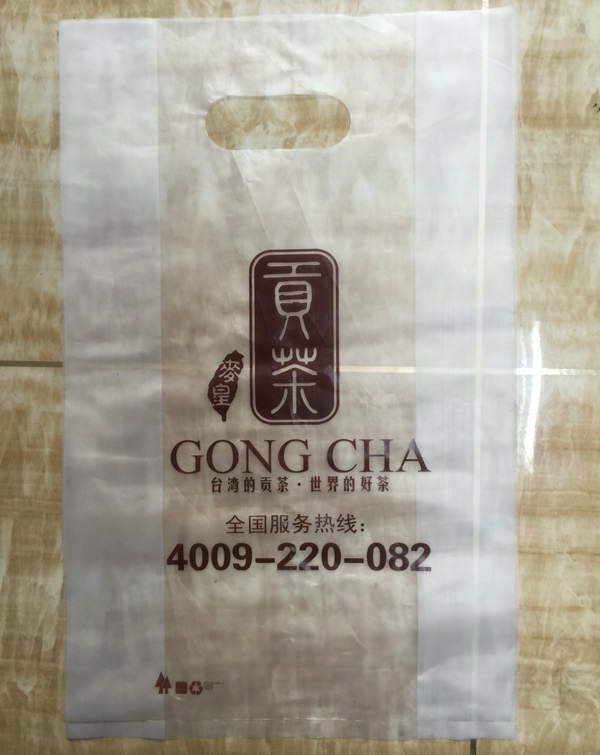 貢茶
麥皇
GONG CHA
台湾的贡茶·世界的好茶
全国服务热线：
4009-220-082